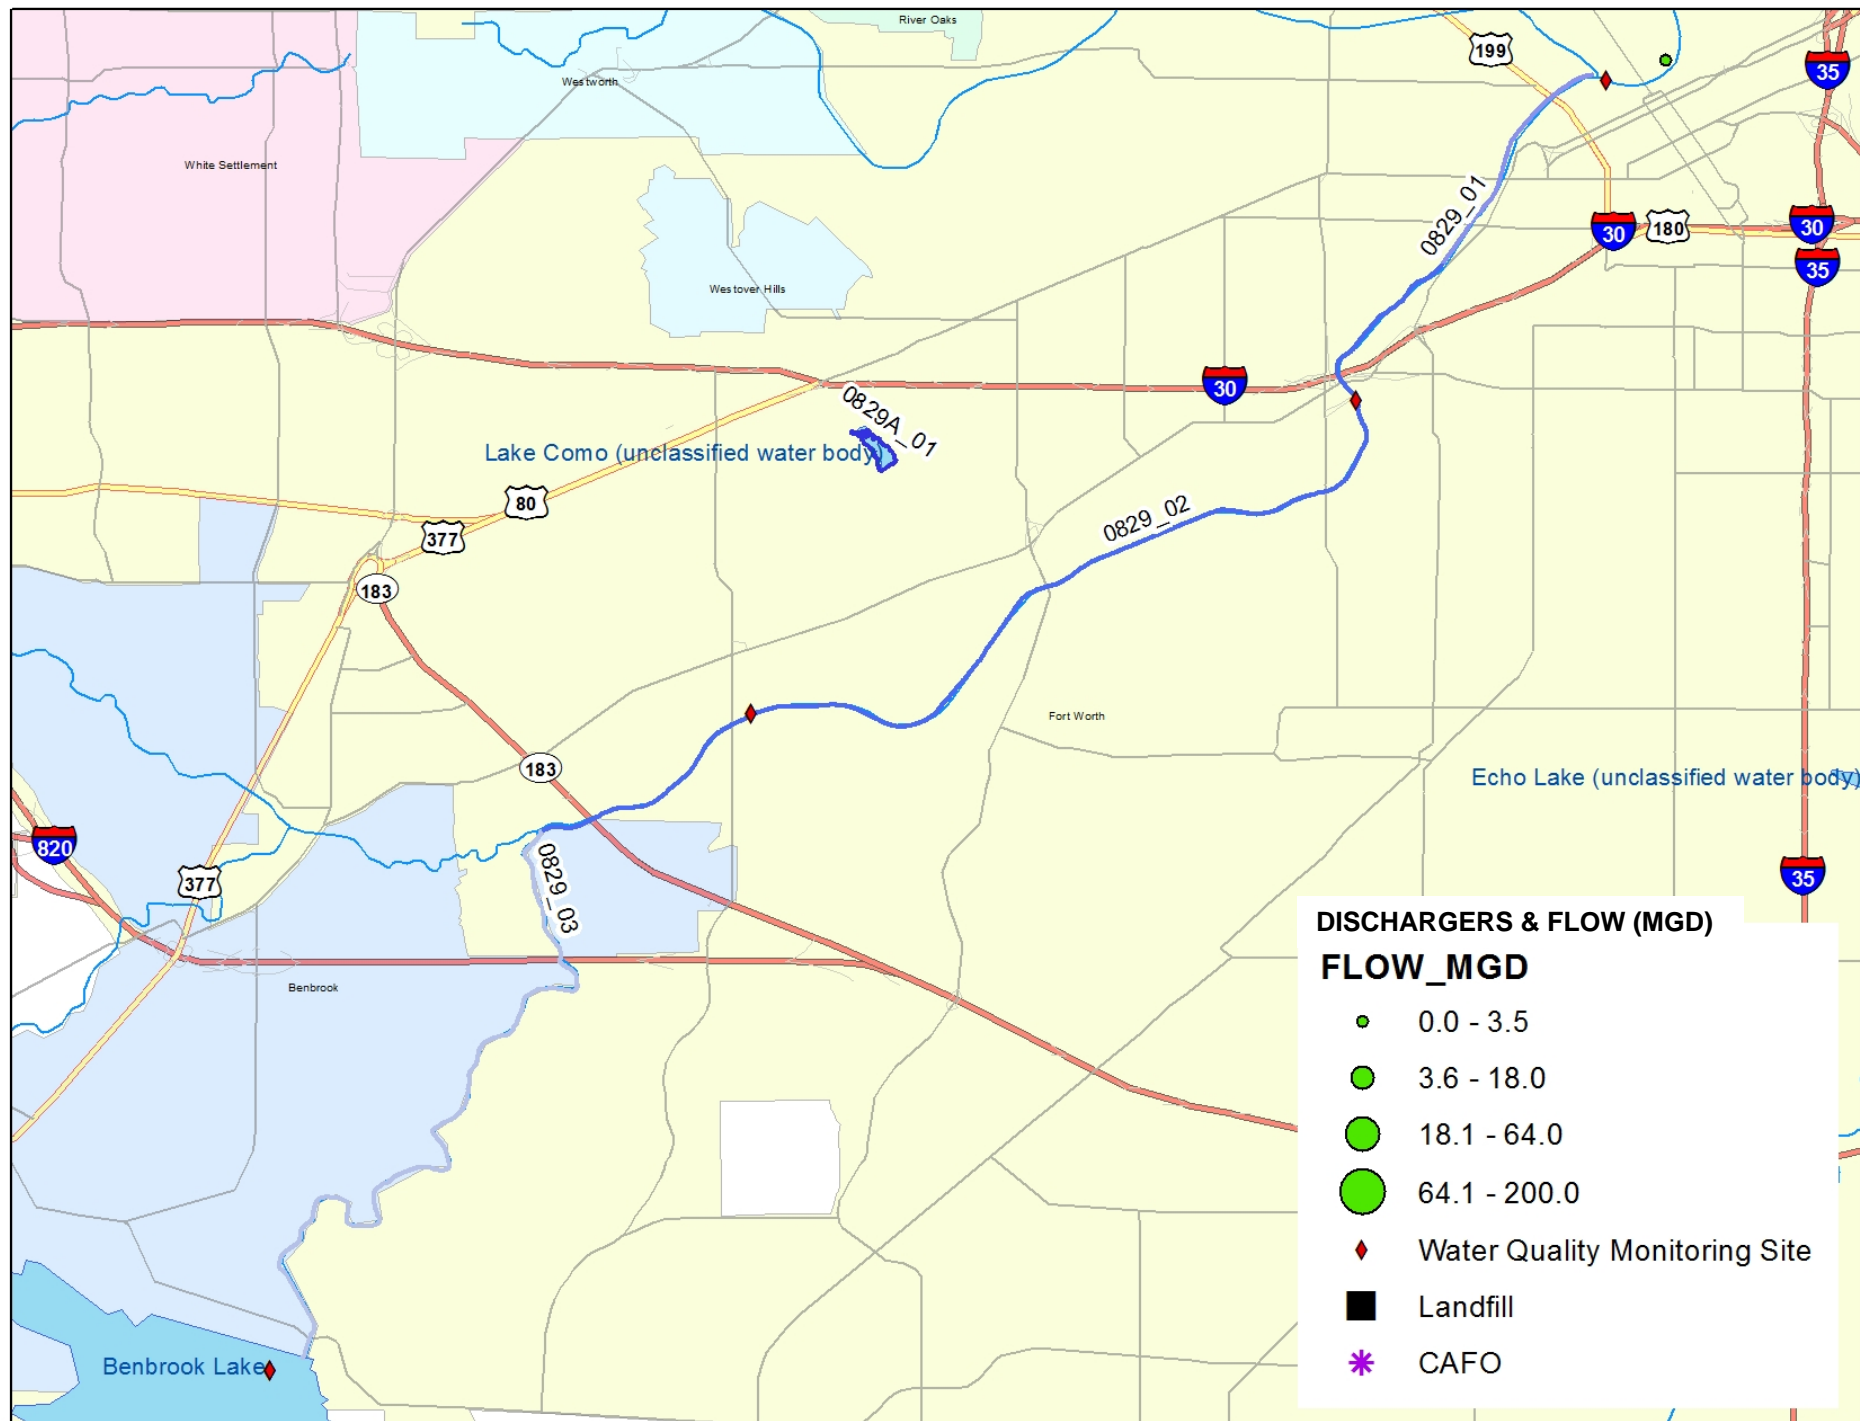 River Oaks
199
35
Westworth
White Settlement
0829_01
30
180
30
35
Westover Hills
30
0829A_01
Lake Como (unclassified water body)
80
0829_02
377
183
Fort Worth
183
Echo Lake (unclassified water body)
820
377
0829_03
35
Benbrook
DISCHARGERS & FLOW (MGD)
FLOW_MGD
0.0 - 3.5
3.6 - 18.0
18.1 - 64.0
64.1 - 200.0
Water Quality Monitoring Site
Landfill
CAFO
Benbrook Lake